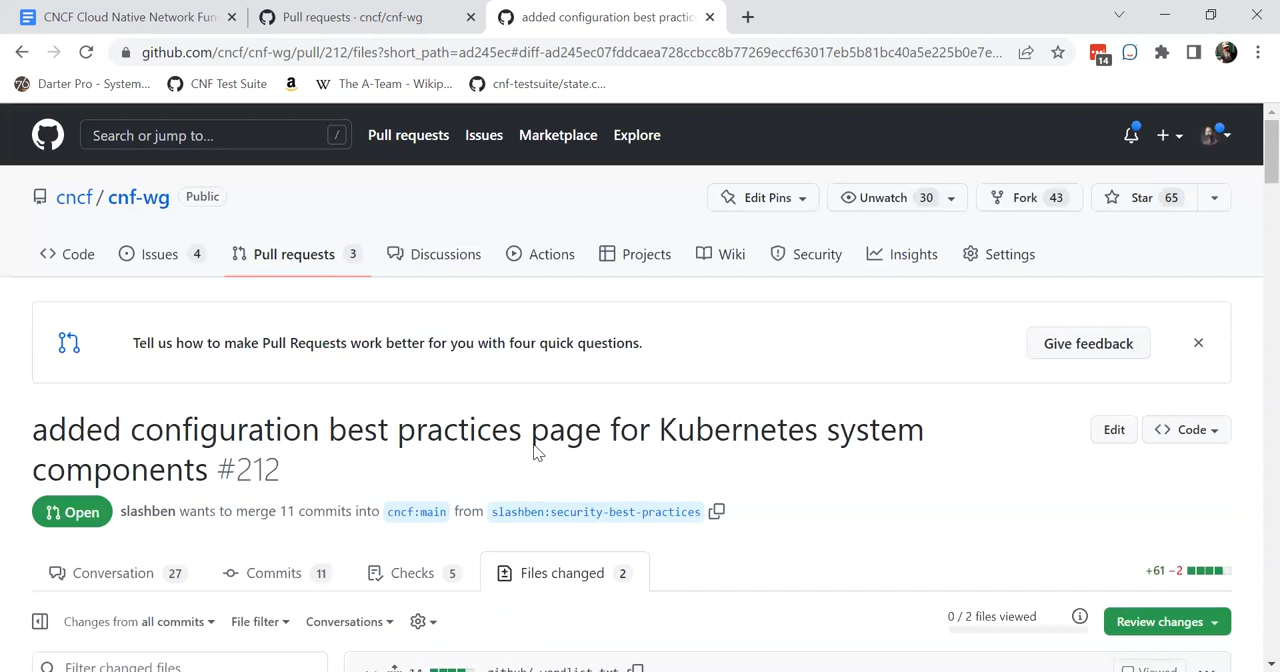 CNCF Cloud Native Network Fun
Pull requests · cncf/cnf-wg
added configuration best practic
github.com/cncf/cnf-wg/pull/212/files?short_path=ad245ec#diff-ad245ec07fddcaea728ccbcc8b77269eccf63017eb5b81bc40a5e225b0e7e...
14
Darter Pro - System...
CNF Test Suite
The A-Team - Wikip...
cnf-testsuite/state.c...
Search or jump to...
/
Pull requests
Issues
Marketplace
Explore
cncf / cnf-wg
Public
Edit Pins
Unwatch 30
Fork 43
Star 65
Code
Issues 4
Pull requests 3
Discussions
Actions
Projects
Wiki
Security
Insights
Settings
Tell us how to make Pull Requests work better for you with four quick questions.
Give feedback
added configuration best practices page for Kubernetes system
components #212
Edit
Code
Open
slashben wants to merge 11 commits into cncf:main from slashben:security-best-practices
Conversation 27
Commits 11
Checks 5
Files changed 2
+61 −2
Changes from all commits
File filter
Conversations
0 / 2 files viewed
Review changes
Filter changed files
Viewed